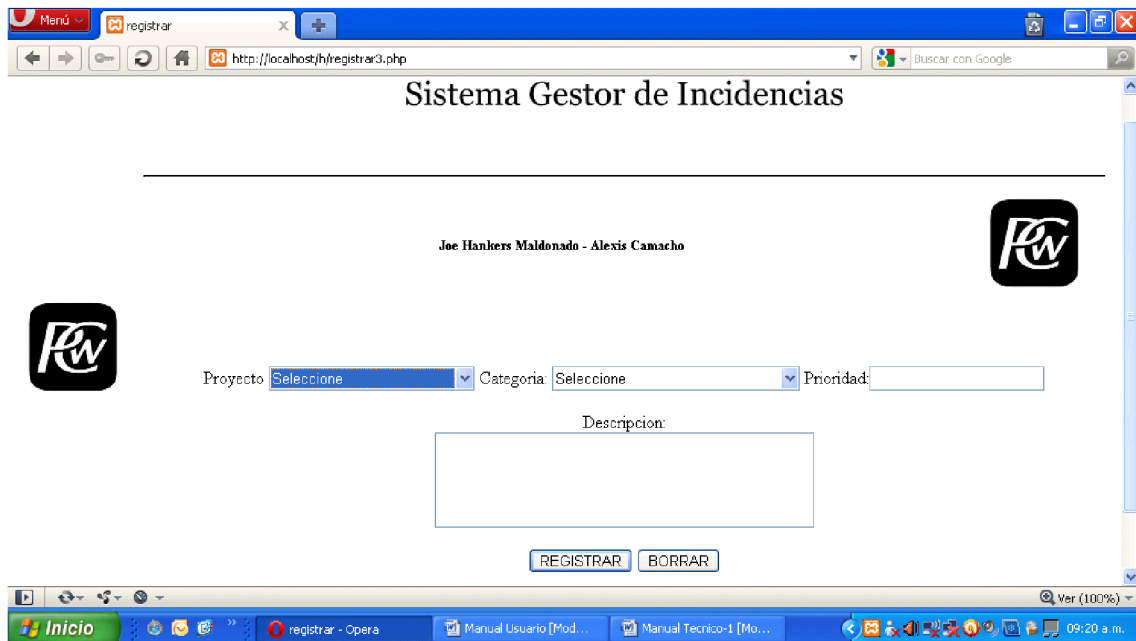 Menú
registrar
http://localhost/h/registrar3.php
Buscar con Google
Sistema Gestor de Incidencias
Joe Hankers Maldonado - Alexis Camacho
PCW
PCW
Proyecto Seleccione Categoria: Seleccione Prioridad:
Descripcion:
REGISTRAR BORRAR
Ver (100%)
Inicio registrar - Opera Manual Usuario [Mod... Manual Tecnico-1 [Mo... 09:20 a.m.